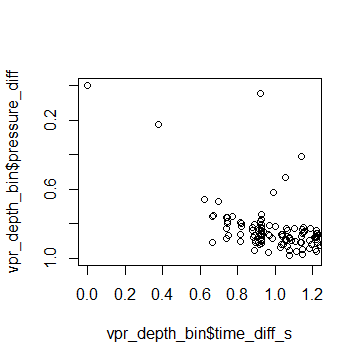 vpr_depth_bin$pressure_diff
0.2
0.6
1.0
0.0 0.2 0.4 0.6 0.8 1.0 1.2
vpr_depth_bin$time_diff_s